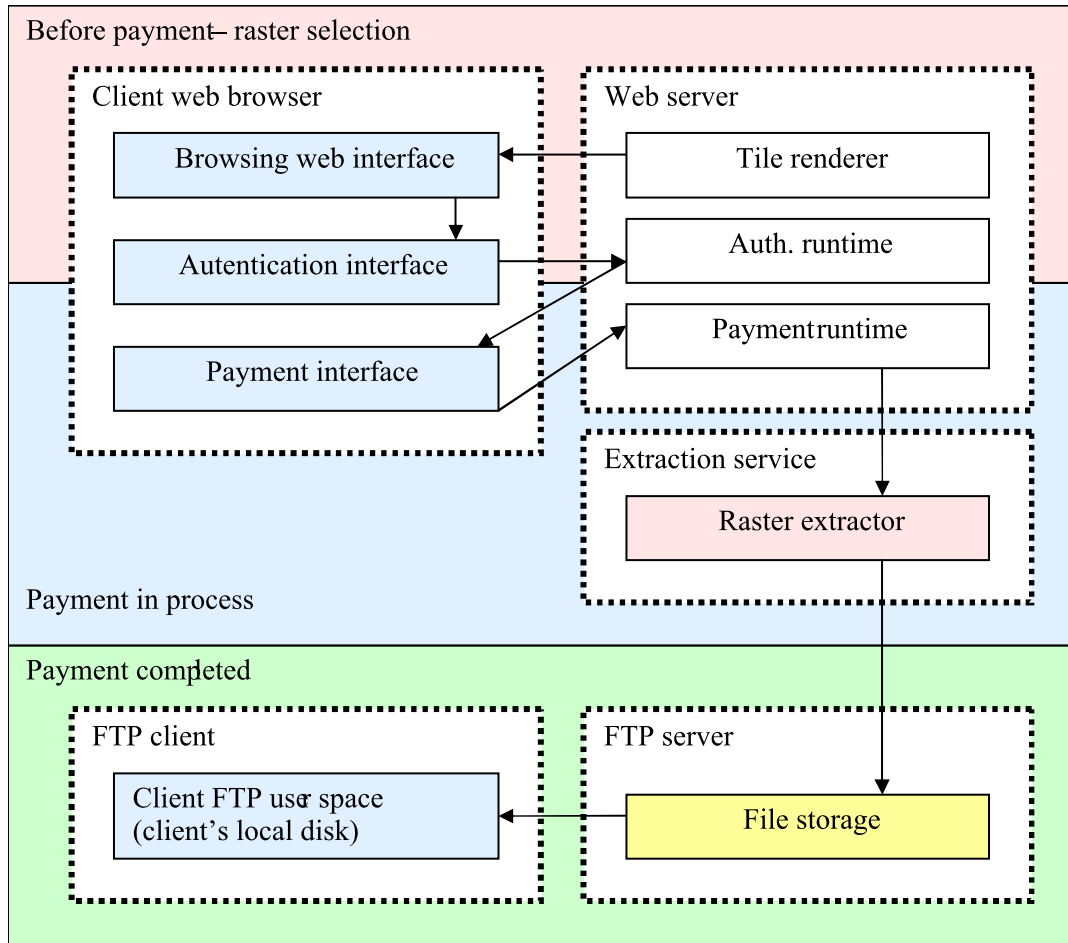 Before payment – raster selection
Client web browser
Web server
Browsing web interface
Tile renderer
Autentication interface
Auth. runtime
Payment interface
Payment runtime
Extraction service
Raster extractor
Payment in process
Payment completed
FTP client
FTP server
Client FTP user space
(client’s local disk)
File storage